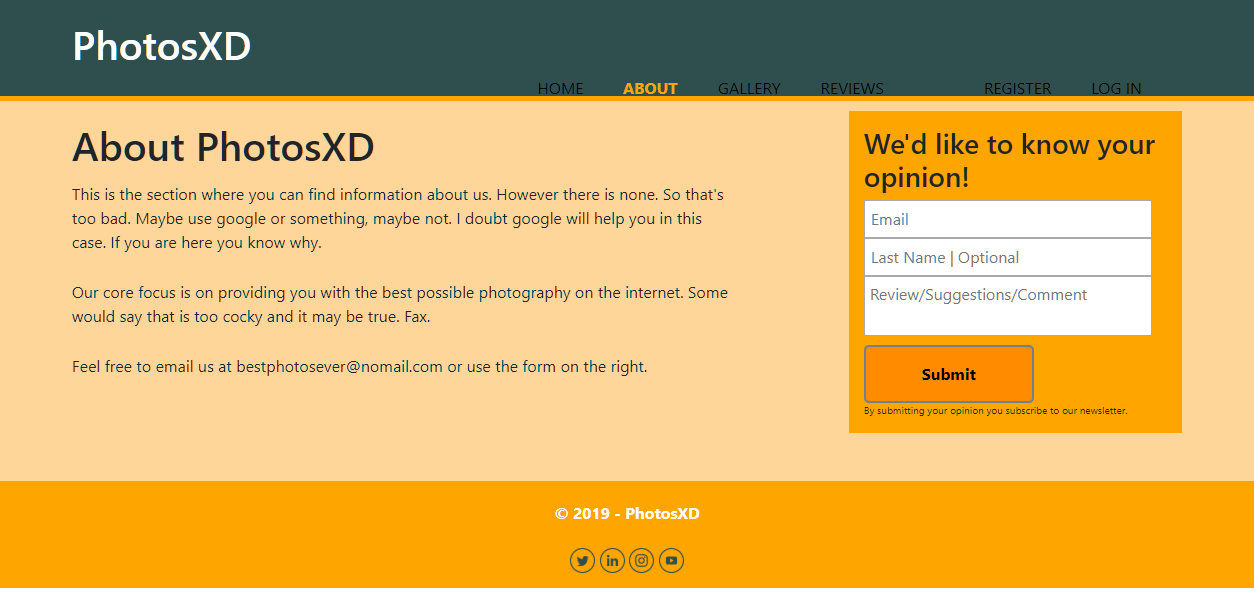 PhotosXD
HOME ABOUT GALLERY REVIEWS REGISTER LOG IN
About PhotosXD
This is the section where you can find information about us. However there is none. So that's
too bad. Maybe use google or something, maybe not. I doubt google will help you in this
case. If you are here you know why.
Our core focus is on providing you with the best possible photography on the internet. Some
would say that is too cocky and it may be true. Fax.
Feel free to email us at bestphotosever@nomail.com or use the form on the right.
We'd like to know your
opinion!
Email
Last Name | Optional
Review/Suggestions/Comment
Submit
By submitting your opinion you subscribe to our newsletter.
© 2019 - PhotosXD